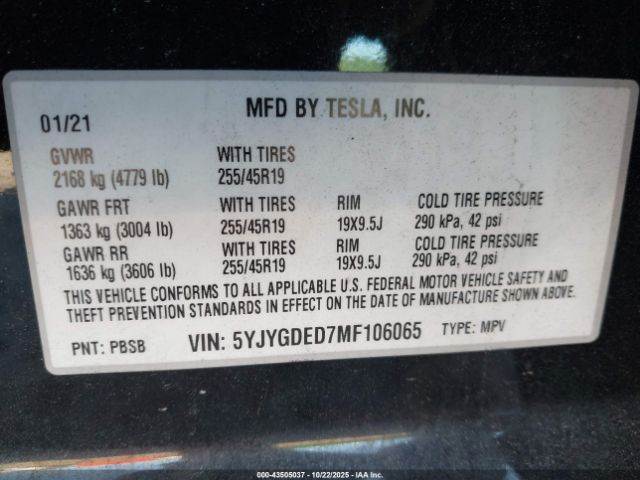 01/21 MFD BY TESLA, INC.
GVWR WITH TIRES
2168 kg (4779 lb) 255/45R19
GAWR FRT WITH TIRES RIM COLD TIRE PRESSURE
1363 kg (3004 lb) 255/45R19 19X9.5J 290 kPa, 42 psi
GAWR RR WITH TIRES RIM COLD TIRE PRESSURE
1636 kg (3606 lb) 255/45R19 19X9.5J 290 kPa, 42 psi
THIS VEHICLE CONFORMS TO ALL APPLICABLE U.S. FEDERAL MOTOR VEHICLE SAFETY AND
THEFT PREVENTION STANDARDS IN EFFECT ON THE DATE OF MANUFACTURE SHOWN ABOVE.
PNT: PBSB VIN: 5YJYGDED7MF106065 TYPE: MPV
00-43505037 - 10/22/2025 - IAA Inc.